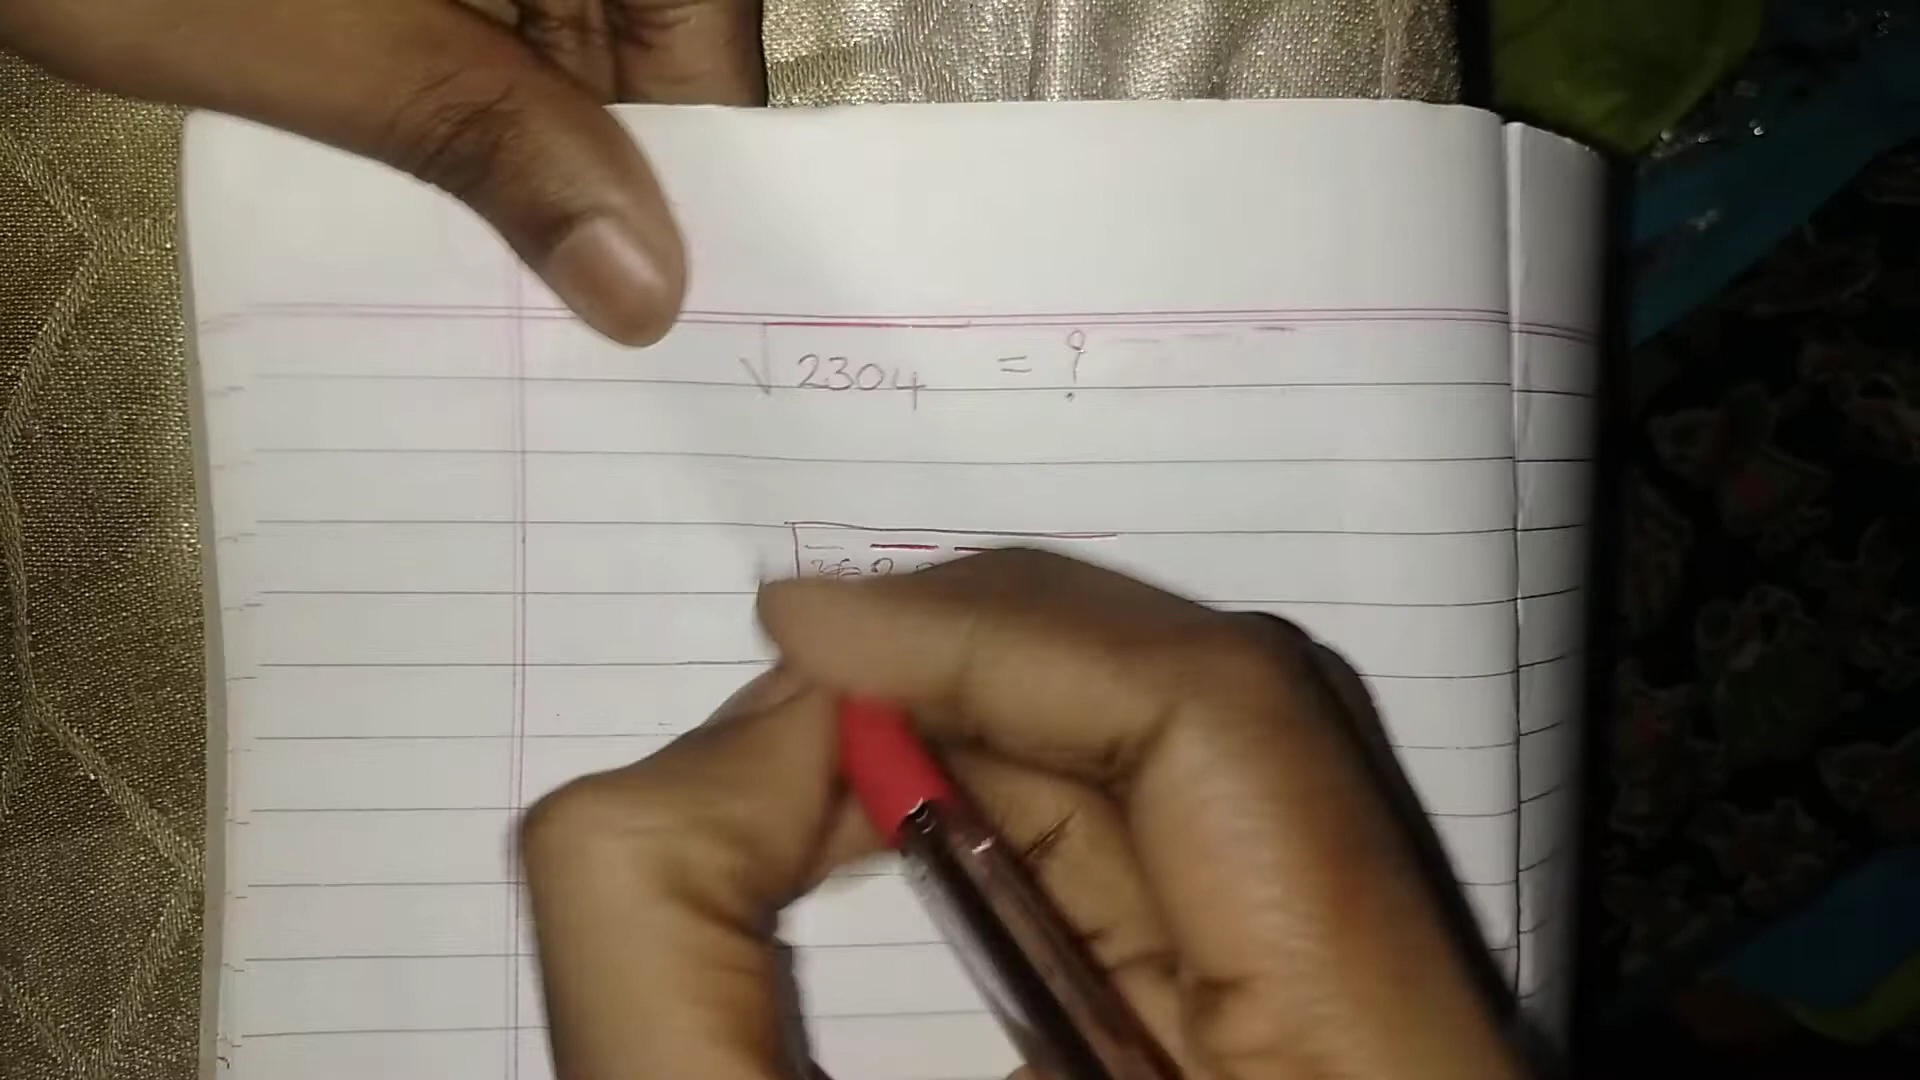 √2304 = ?